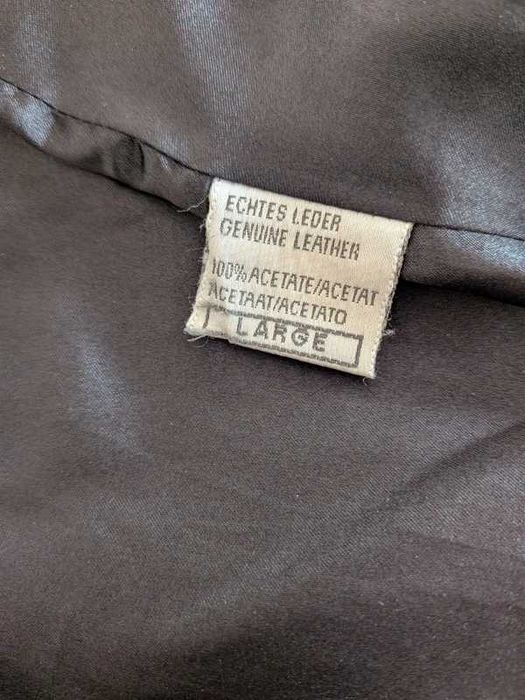 ECHTES LEDER
GENUINE LEATHER
100% ACETATE/ACETAT
ACETAAT/ACETATO
LARGE